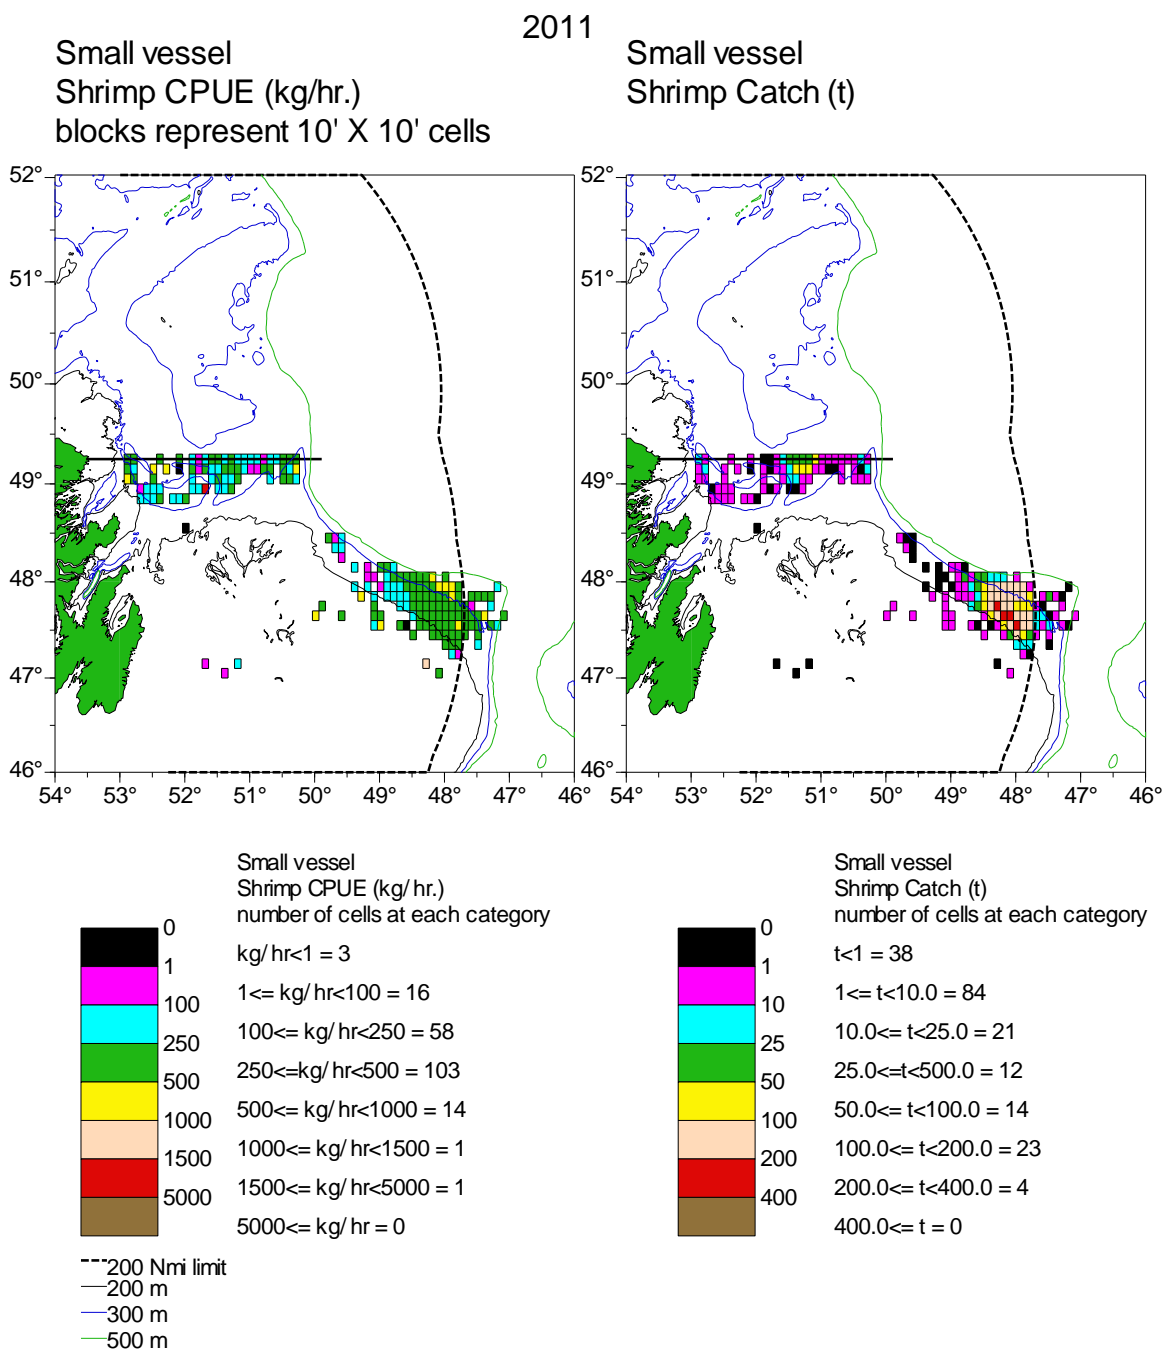 2011
Small vessel
Shrimp CPUE (kg/hr.)
blocks represent 10' X 10' cells
Small vessel
Shrimp Catch (t)
52°
51°
50°
49°
48°
47°
46°
54° 53° 52° 51° 50° 49° 48° 47° 46°
52°
51°
50°
49°
48°
47°
46°
54° 53° 52° 51° 50° 49° 48° 47° 46°
Small vessel
Shrimp CPUE (kg/hr.)
number of cells at each category
0
kg/hr<1 = 3
1
1<= kg/hr<100 = 16
100
100<= kg/hr<250 = 58
250
250<=kg/hr<500 = 103
500
500<= kg/hr<1000 = 14
1000
1000<= kg/hr<1500 = 1
1500
1500<= kg/hr<5000 = 1
5000
5000<= kg/hr = 0
200 Nmi limit
200 m
300 m
500 m
Small vessel
Shrimp Catch (t)
number of cells at each category
0
t<1 = 38
1
1<= t<10.0 = 84
10
10.0<= t<25.0 = 21
25
25.0<=t<500.0 = 12
50
50.0<= t<100.0 = 14
100
100.0<= t<200.0 = 23
200
200.0<= t<400.0 = 4
400
400.0<= t = 0